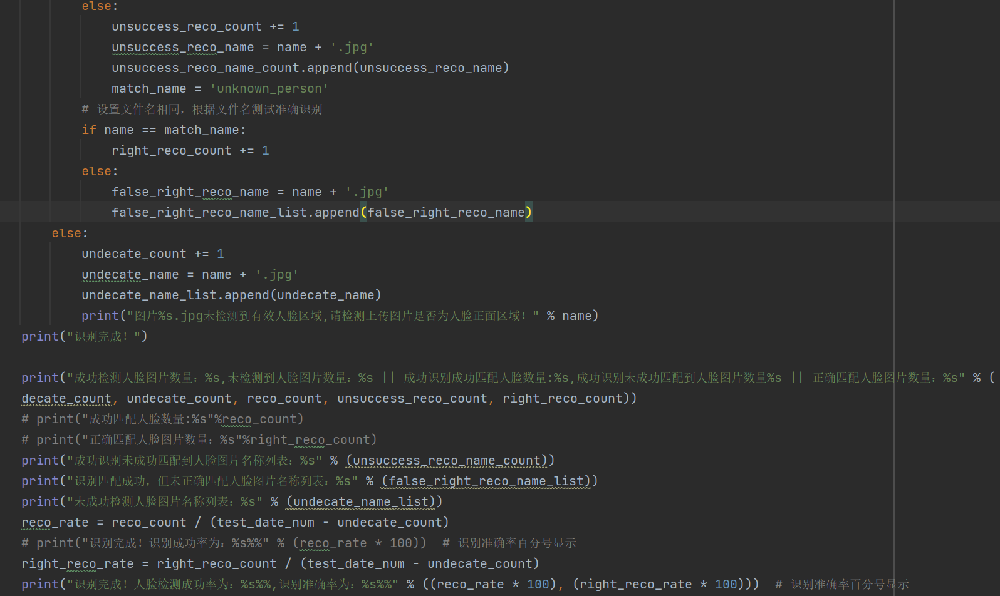 else:
unsuccess_reco_count += 1
unsuccess_reco_name = name + '.jpg'
unsuccess_reco_name_count.append(unsuccess_reco_name)
match_name = 'unknown_person'
# 设置文件名相同，根据文件名测试准确识别
if name == match_name:
right_reco_count += 1
else:
false_right_reco_name = name + '.jpg'
false_right_reco_name_list.append(false_right_reco_name)
else:
undecate_count += 1
undecate_name = name + '.jpg'
undecate_name_list.append(undecate_name)
print("图片%s.jpg未检测到有效人脸区域,请检测上传图片是否为人脸正面区域！" % name)
print("识别完成！")
print("成功检测人脸图片数量：%s,未检测到人脸图片数量：%s || 成功识别成功匹配人脸数量:%s,成功识别未成功匹配到人脸图片数量%s || 正确匹配人脸图片数量：%s" % (
decate_count, undecate_count, reco_count, unsuccess_reco_count, right_reco_count))
# print("成功匹配人脸数量:%s"%reco_count)
# print("正确匹配人脸图片数量：%s"%right_reco_count)
print("成功识别未成功匹配到人脸图片名称列表：%s" % (unsuccess_reco_name_count))
print("识别匹配成功，但未正确匹配人脸图片名称列表：%s" % (false_right_reco_name_list))
print("未成功检测人脸图片名称列表：%s" % (undecate_name_list))
reco_rate = reco_count / (test_date_num - undecate_count)
# print("识别完成！识别成功率为：%s%%" % (reco_rate * 100))  # 识别准确率百分号显示
right_reco_rate = right_reco_count / (test_date_num - undecate_count)
print("识别完成！人脸检测成功率为：%s%%,识别准确率为：%s%%" % ((reco_rate * 100), (right_reco_rate * 100)))  # 识别准确率百分号显示